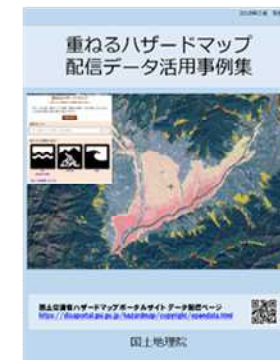 重ねるハザードマップ
配信データ活用事例集
国土交通省ハザードマップポータルサイト データ配信ページ
https://disaportal.gsi.go.jp/hazardmap/copyright/opendata.html
国土地理院